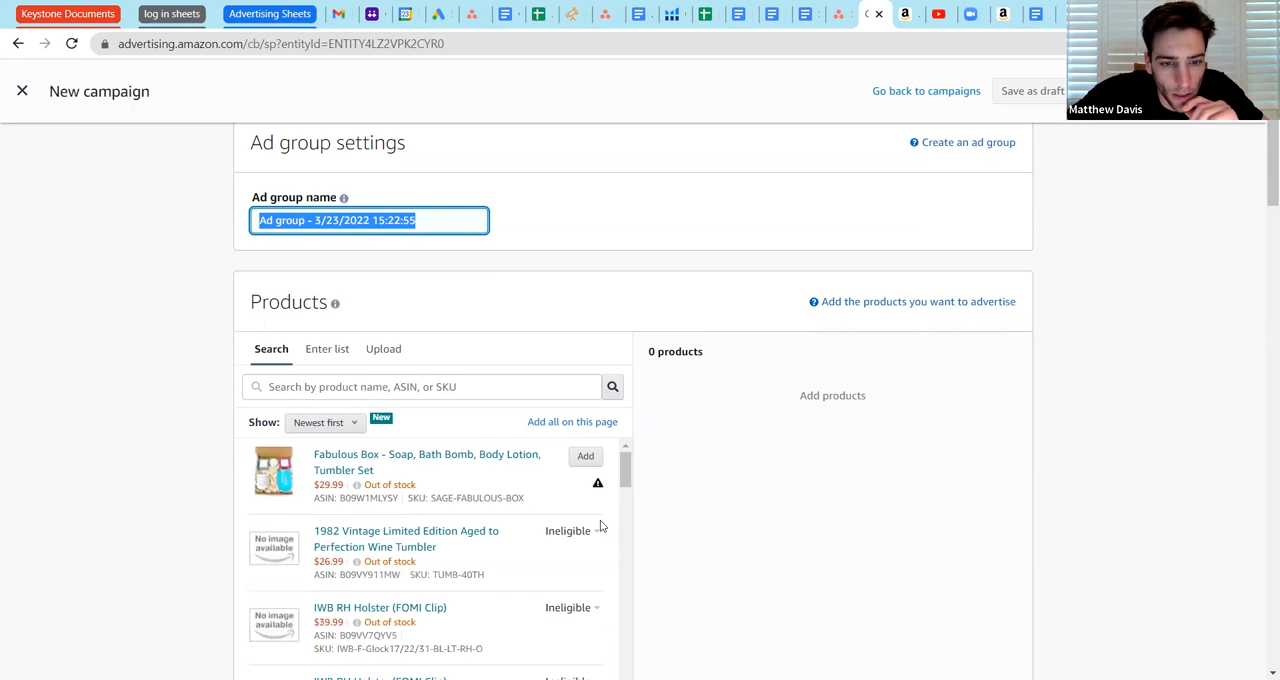 Keystone Documents
log in sheets
Advertising Sheets
advertising.amazon.com/cb/sp?entityId=ENTITY4LZ2VPK2CYR0
New campaign
Go back to campaigns
Save as draft
Matthew Davis
Ad group settings
Create an ad group
Ad group name
Ad group - 3/23/2022 15:22:55
Products
Add the products you want to advertise
Search
Enter list
Upload
0 products
Search by product name, ASIN, or SKU
Add products
Show:
Newest first
New
Add all on this page
Fabulous Box - Soap, Bath Bomb, Body Lotion,
Tumbler Set
Add
$29.99
Out of stock
ASIN: B09W1MLYSY
SKU: SAGE-FABULOUS-BOX
No image
available
1982 Vintage Limited Edition Aged to
Perfection Wine Tumbler
Ineligible
$26.99
Out of stock
ASIN: B09VY911MW
SKU: TUMB-40TH
No image
available
IWB RH Holster (FOMI Clip)
Ineligible
$39.99
Out of stock
ASIN: B09VV7QYV5
SKU: IWB-F-Glock17/22/31-BL-LT-RH-O
IWB RH Holster (FOMI Clip)
Ineligible